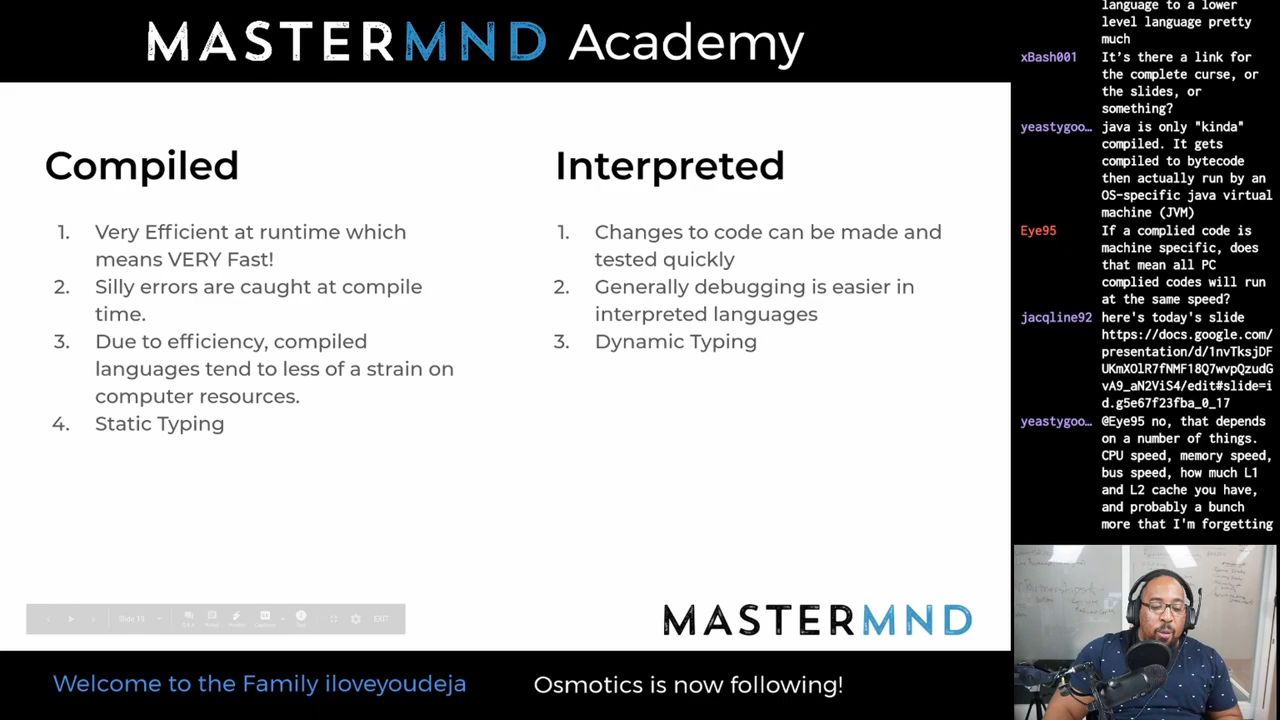 MASTERMND Academy
Compiled
1. Very Efficient at runtime which
means VERY Fast!
2. Silly errors are caught at compile
time.
3. Due to efficiency, compiled
languages tend to less of a strain on
computer resources.
4. Static Typing
Interpreted
1. Changes to code can be made and
tested quickly
2. Generally debugging is easier in
interpreted languages
3. Dynamic Typing
Slide 19
EXIT
MASTERMND
Welcome to the Family iloveyoudeja
Osmotics is now following!
language to a lower
level language pretty
much
xBash001 It’s there a link for
the complete curse, or
the slides, or
something?
yeastygoo… java is only "kinda"
compiled. It gets
compiled to bytecode
then actually run by an
OS-specific java virtual
machine (JVM)
Eye95 If a complied code is
machine specific, does
that mean all PC
complied codes will run
at the same speed?
jacqline92 here's today's slide
https://docs.google.com/
presentation/d/1nvTksjDF
UKmXOlR7fNMF18Q7wvpQzudG
vA9_aN2ViS4/edit#slide=i
d.g5e67f23fba_0_17
yeastygoo… @Eye95 no, that depends
on a number of things.
CPU speed, memory speed,
bus speed, how much L1
and L2 cache you have,
and probably a bunch
more that I'm forgetting